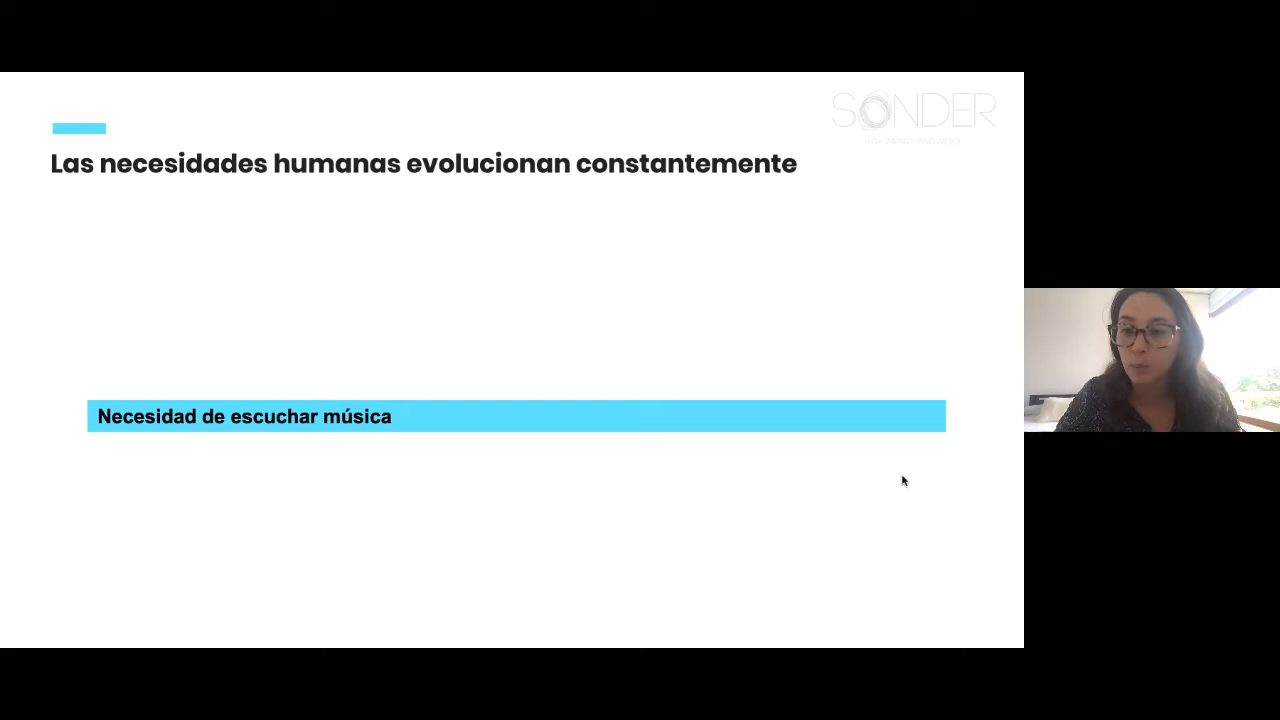 SONDER
Las necesidades humanas evolucionan constantemente
Necesidad de escuchar música